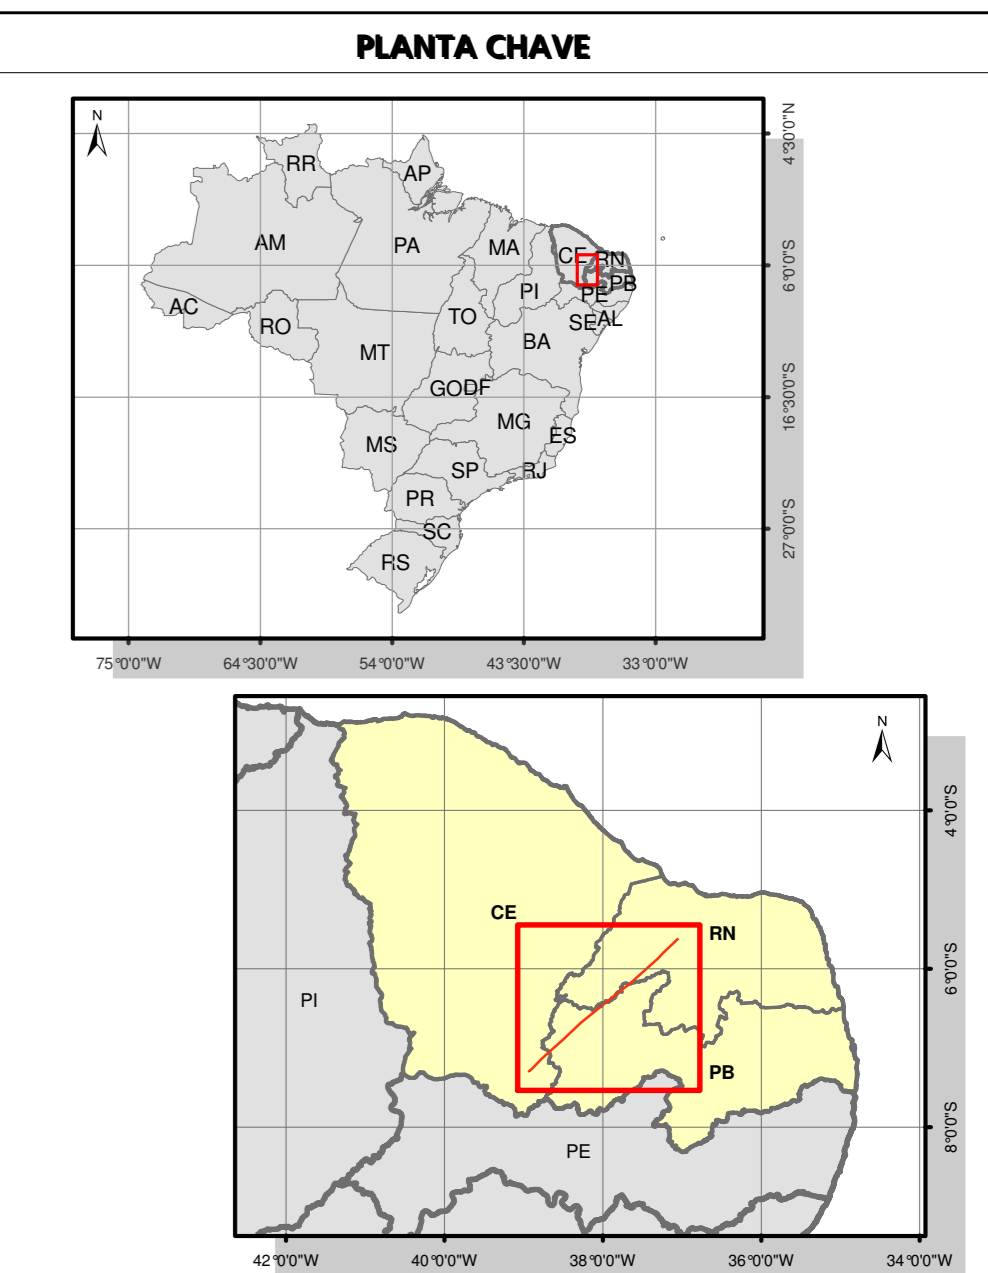 PLANTA CHAVE
N
4°30'0"N
RR
AP
AM
PA
MA
CE
RN
6°0'0"S
PI
PB
PE
AC
RO
TO
SE
AL
MT
BA
GO
DF
16°30'0"S
MG
MS
ES
SP
RJ
PR
SC
27°0'0"S
RS
75°0'0"W 64°30'0"W 54°0'0"W 43°30'0"W 33°0'0"W
N
4°0'0"S
CE
RN
6°0'0"S
PI
PB
8°0'0"S
PE
42°0'0"W 40°0'0"W 38°0'0"W 36°0'0"W 34°0'0"W